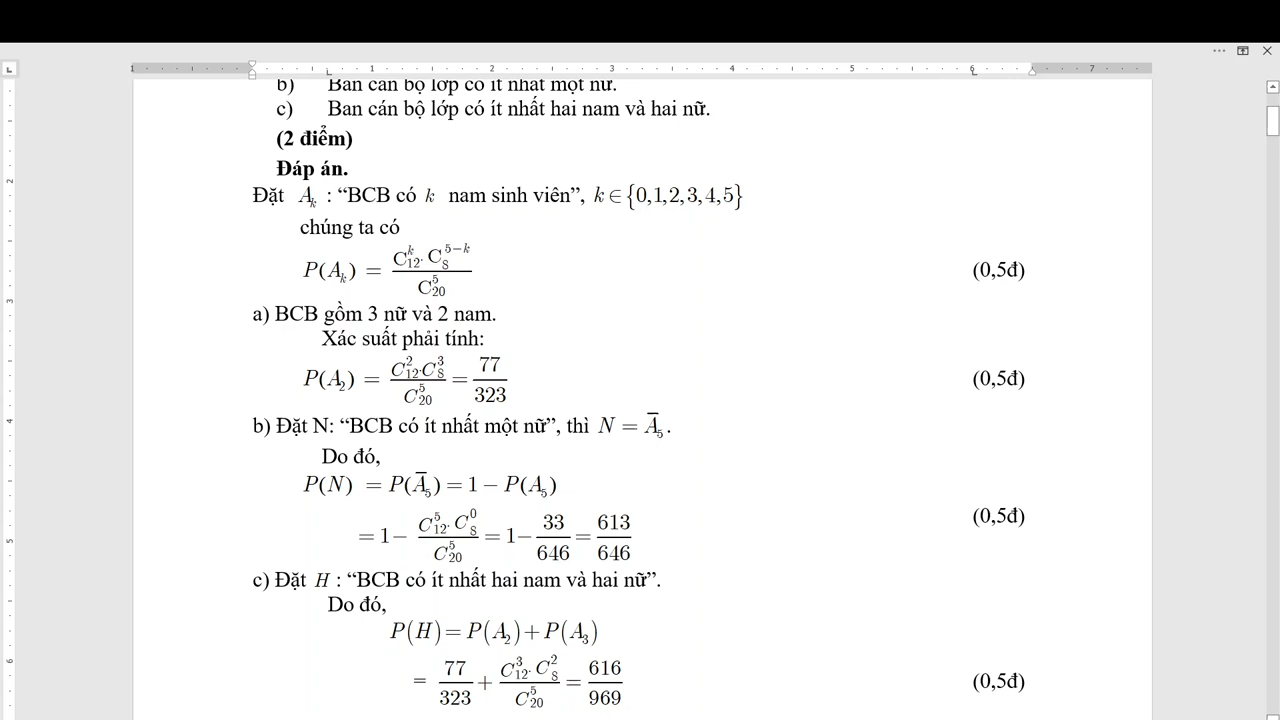 b) Ban cán bộ lớp có ít nhất một nữ.
c) Ban cán bộ lớp có ít nhất hai nam và hai nữ.
(2 điểm)
Đáp án.
Đặt A_k : “BCB có k nam sinh viên”, k ∈ {0,1,2,3,4,5}
chúng ta có
P(A_k) = (C_12^k . C_8^{5−k}) / C_20^5 (0,5đ)
a) BCB gồm 3 nữ và 2 nam.
Xác suất phải tính:
P(A_2) = (C_12^2 . C_8^3) / C_20^5 = 77/323 (0,5đ)
b) Đặt N: “BCB có ít nhất một nữ”, thì N = A̅_5.
Do đó,
P(N) = P(A̅_5) = 1 − P(A_5)
= 1− (C_12^5 . C_8^0) / C_20^5 = 1− 33/646 = 613/646 (0,5đ)
c) Đặt H : “BCB có ít nhất hai nam và hai nữ”.
Do đó,
P(H) = P(A_2) + P(A_3)
= 77/323 + (C_12^3 . C_8^2) / C_20^5 = 616/969 (0,5đ)